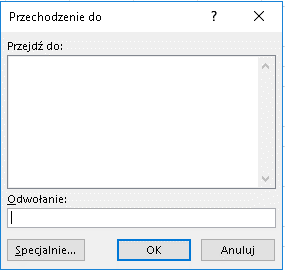 Przechodzenie do ?
Przejdź do:
Odwołanie:
Specjalnie... OK Anuluj